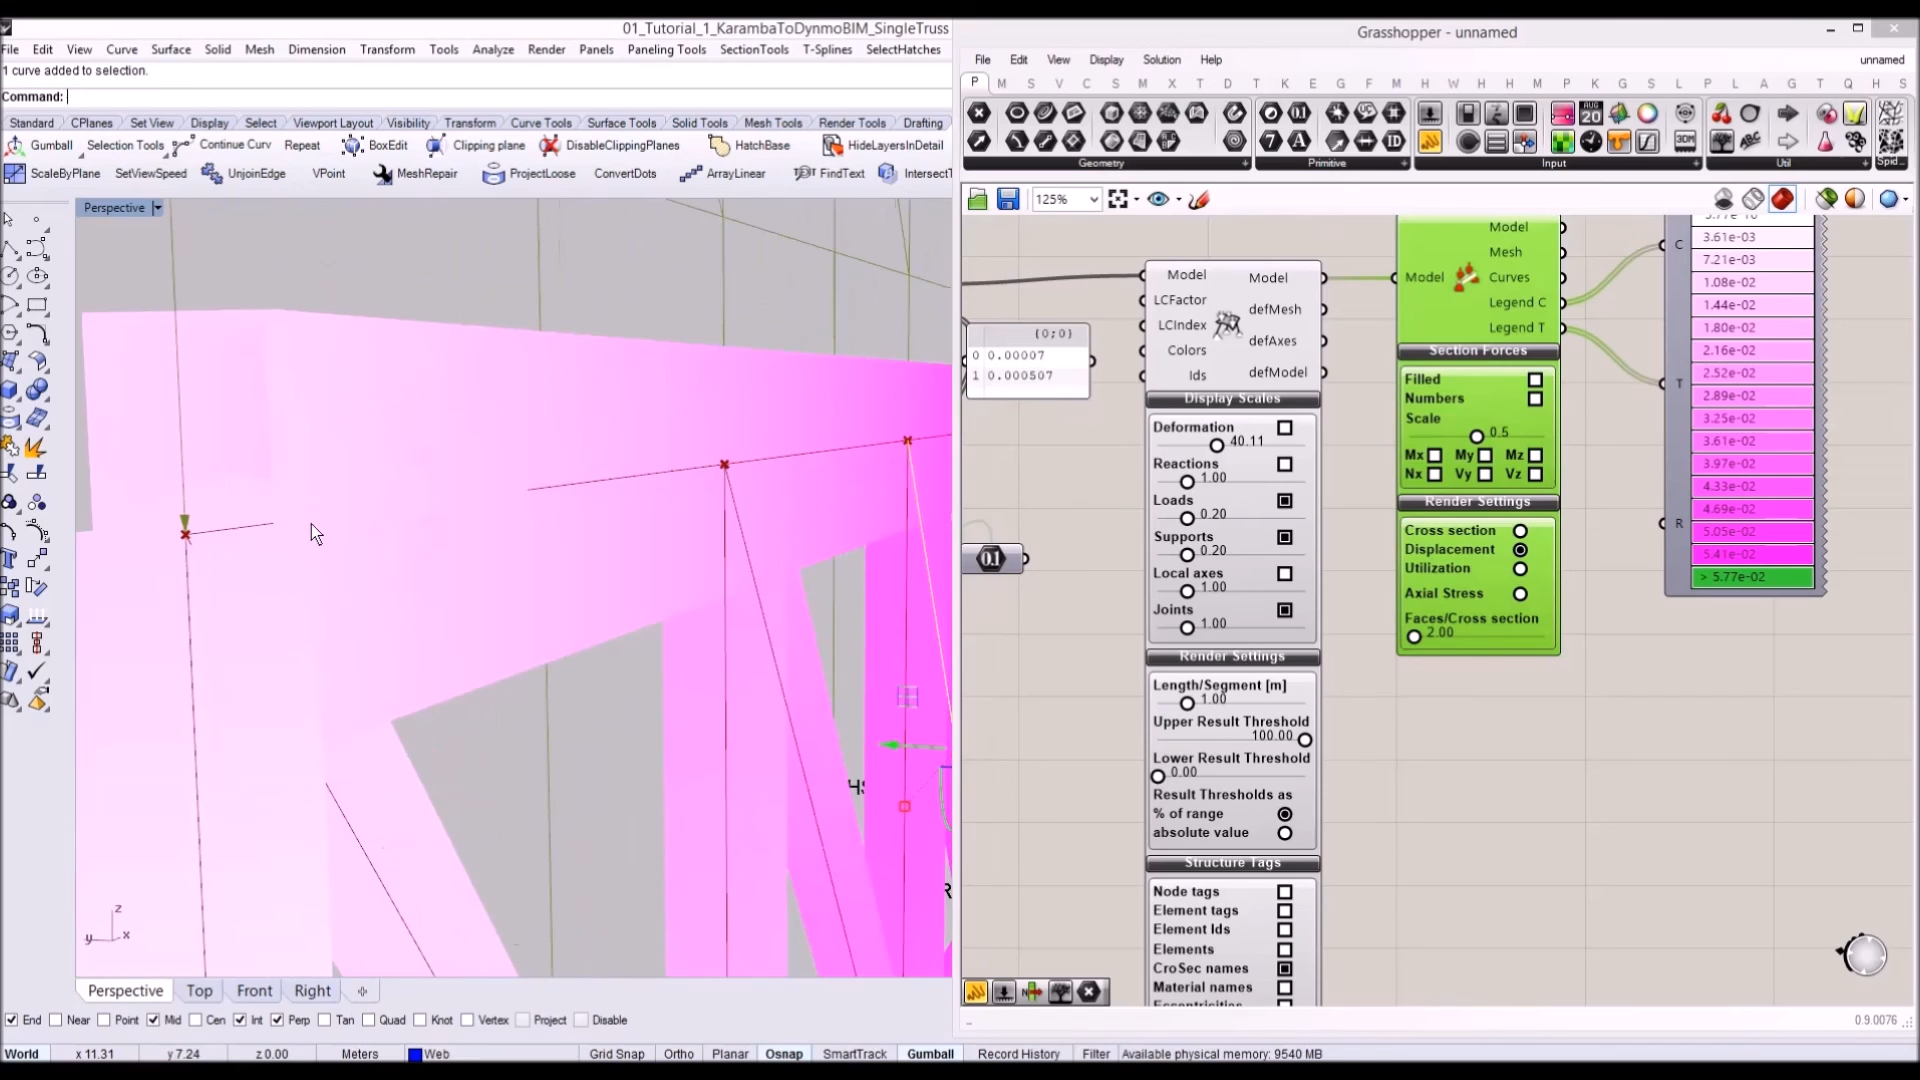 01_Tutorial_1_KarambaToDynmoBIM_SingleTruss
File Edit View Curve Surface Solid Mesh Dimension Transform Tools Analyze Render Panels Paneling Tools SectionTools T-Splines SelectHatches
1 curve added to selection.
Command:
Standard CPlanes Set View Display Select Viewport Layout Visibility Transform Curve Tools Surface Tools Solid Tools Mesh Tools Render Tools Drafting
Gumball Selection Tools Continue Curv Repeat BoxEdit Clipping plane DisableClippingPlanes HatchBase HideLayersInDetail
ScaleByPlane SetViewSpeed UnjoinEdge VPoint MeshRepair ProjectLoose ConvertDots ArrayLinear FindText IntersectT
Perspective
z
y x
Perspective Top Front Right
End Near Point Mid Cen Int Perp Tan Quad Knot Vertex Project Disable
World x 11.31 y 7.24 z 0.00 Meters Web Grid Snap Ortho Planar Osnap SmartTrack Gumball Record History Filter Available physical memory: 9540 MB
Grasshopper - unnamed
File Edit View Display Solution Help unnamed
P M S V C S M X T D T K E G F M H W H H M P K G S L P L A G T Q H S
Geometry Primitive Input Util Spid...
125%
{0;0}
0 0.00007
1 0.000507
0.1
Model Model
LCFactor defMesh
LCIndex defAxes
Colors defModel
Ids
Display Scales
Deformation
40.11
Reactions
1.00
Loads
0.20
Supports
0.20
Local axes
1.00
Joints
1.00
Render Settings
Length/Segment [m]
1.00
Upper Result Threshold
100.00
Lower Result Threshold
0.00
Result Thresholds as
% of range
absolute value
Structure Tags
Node tags
Element tags
Element Ids
Elements
CroSec names
Material names
Model
Mesh
Model Curves
Legend C
Legend T
Section Forces
Filled
Numbers
Scale
0.5
Mx My Mz
Nx Vy Vz
Render Settings
Cross section
Displacement
Utilization
Axial Stress
Faces/Cross section
2.00
C
T
R
3.61e-03
7.21e-03
1.08e-02
1.44e-02
1.80e-02
2.16e-02
2.52e-02
2.89e-02
3.25e-02
3.61e-02
3.97e-02
4.33e-02
4.69e-02
5.05e-02
5.41e-02
> 5.77e-02
0.9.0076